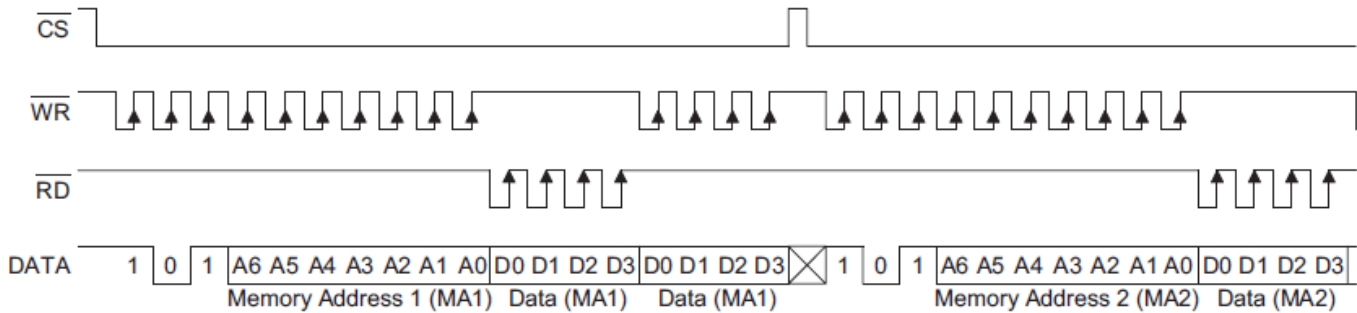 CS
WR
RD
DATA 1 0 1 A6 A5 A4 A3 A2 A1 A0 D0 D1 D2 D3 D0 D1 D2 D3 1 0 1 A6 A5 A4 A3 A2 A1 A0 D0 D1 D2 D3
Memory Address 1 (MA1) Data (MA1) Data (MA1) Memory Address 2 (MA2) Data (MA2)